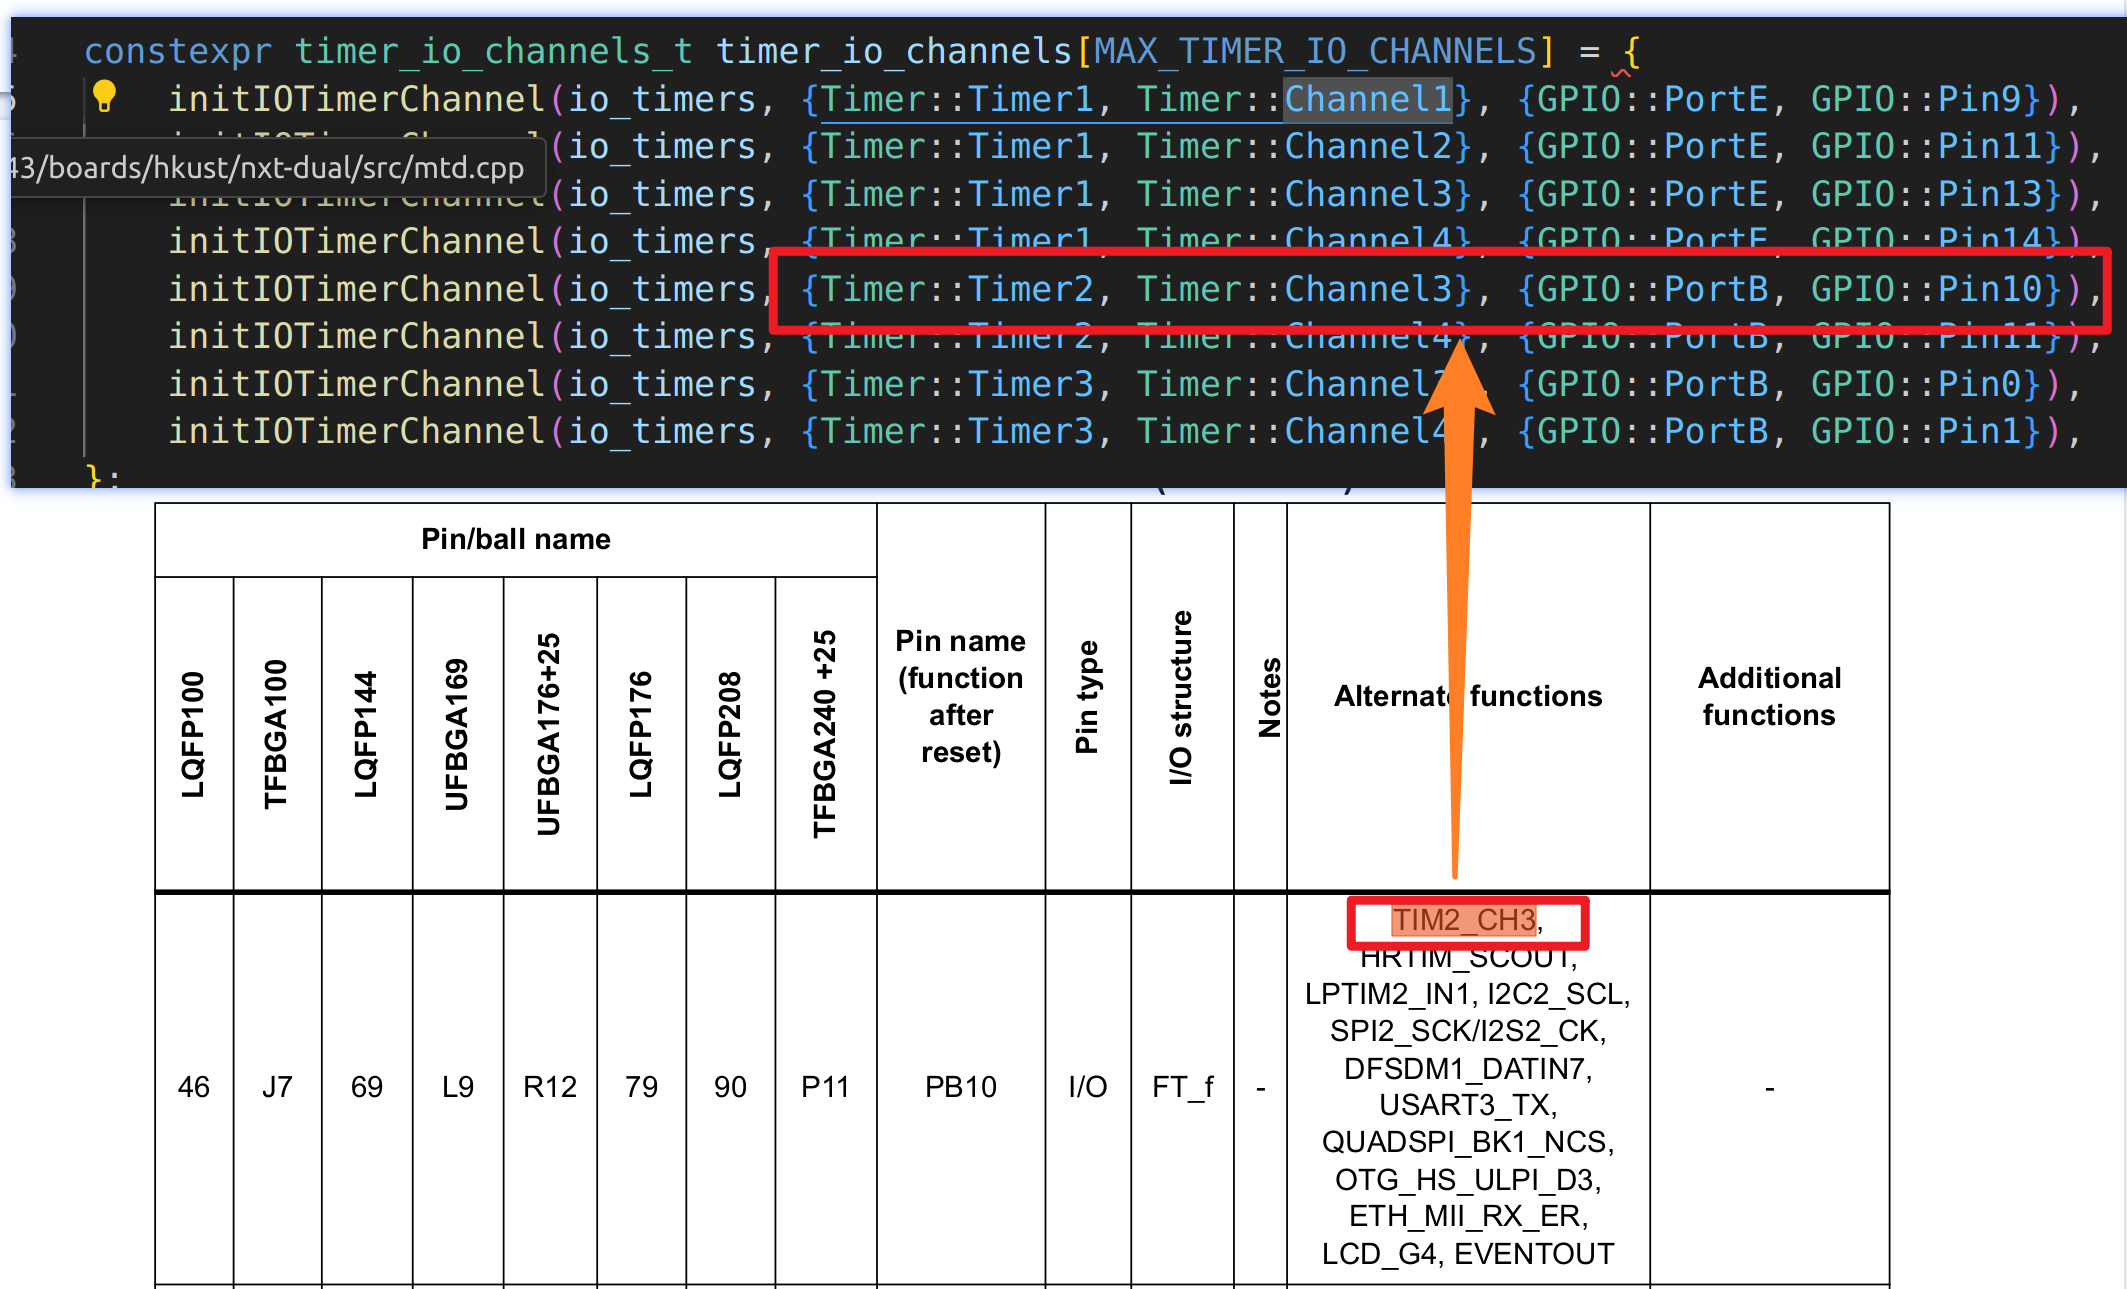 constexpr timer_io_channels_t timer_io_channels[MAX_TIMER_IO_CHANNELS] = {
initIOTimerChannel(io_timers, {Timer::Timer1, Timer::Channel1}, {GPIO::PortE, GPIO::Pin9}),
(io_timers, {Timer::Timer1, Timer::Channel2}, {GPIO::PortE, GPIO::Pin11}),
43/boards/hkust/nxt-dual/src/mtd.cpp
initIOTimerChannel(io_timers, {Timer::Timer1, Timer::Channel3}, {GPIO::PortE, GPIO::Pin13}),
initIOTimerChannel(io_timers, {Timer::Timer1, Timer::Channel4}, {GPIO::PortE, GPIO::Pin14}),
initIOTimerChannel(io_timers, {Timer::Timer2, Timer::Channel3}, {GPIO::PortB, GPIO::Pin10}),
initIOTimerChannel(io_timers, {Timer::Timer2, Timer::Channel4}, {GPIO::PortB, GPIO::Pin11}),
initIOTimerChannel(io_timers, {Timer::Timer3, Timer::Channel , {GPIO::PortB, GPIO::Pin0}),
initIOTimerChannel(io_timers, {Timer::Timer3, Timer::Channel4 , {GPIO::PortB, GPIO::Pin1}),
};
Pin/ball name
LQFP100
TFBGA100
LQFP144
UFBGA169
UFBGA176+25
LQFP176
LQFP208
TFBGA240 +25
Pin name
(function
after
reset)
Pin type
I/O structure
Notes
Alternate functions
Additional
functions
46
J7
69
L9
R12
79
90
P11
PB10
I/O
FT_f
-
TIM2_CH3,
HRTIM_SCOUT,
LPTIM2_IN1, I2C2_SCL,
SPI2_SCK/I2S2_CK,
DFSDM1_DATIN7,
USART3_TX,
QUADSPI_BK1_NCS,
OTG_HS_ULPI_D3,
ETH_MII_RX_ER,
LCD_G4, EVENTOUT
-